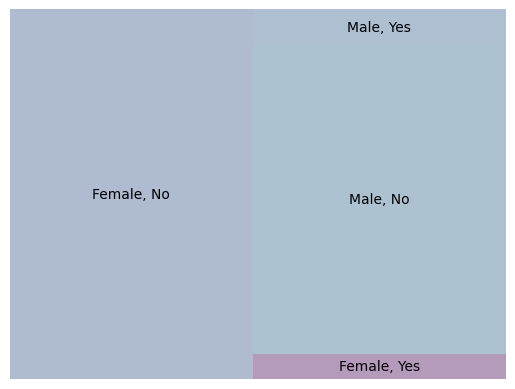 Male, Yes
Female, No
Male, No
Female, Yes